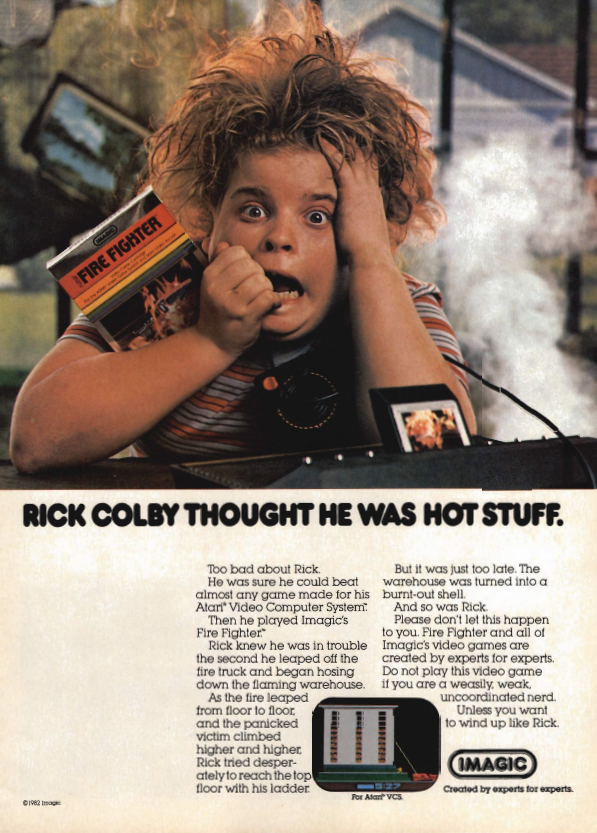 IMAGIC
FIRE FIGHTER
RICK COLBY THOUGHT HE WAS HOT STUFF.
Too bad about Rick.
He was sure he could beat
almost any game made for his
Atari® Video Computer System™.
Then he played Imagic's
Fire Fighter.™
Rick knew he was in trouble
the second he leaped off the
fire truck and began hosing
down the flaming warehouse.
As the fire leaped
from floor to floor,
and the panicked
victim climbed
higher and higher,
Rick tried desper-
ately to reach the top
floor with his ladder.
But it was just too late. The
warehouse was turned into a
burnt-out shell.
And so was Rick.
Please don't let this happen
to you. Fire Fighter and all of
Imagic's video games are
created by experts for experts.
Do not play this video game
if you are a weasily, weak,
uncoordinated nerd.
Unless you want
to wind up like Rick.
5:27
For Atari® VCS.
IMAGIC
Created by experts for experts.
©1982 Imagic